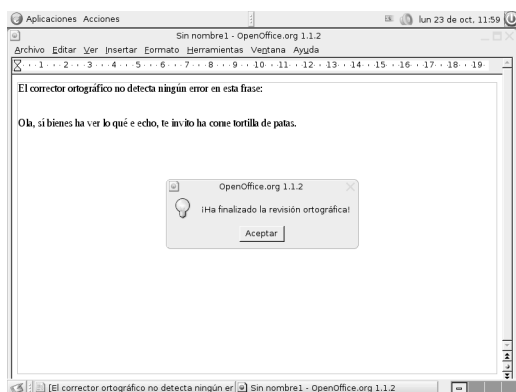 Aplicaciones Acciones
lun 23 de oct, 11:59
Sin nombre1 - OpenOffice.org 1.1.2
Archivo Editar Ver Insertar Formato Herramientas Ventana Ayuda
1 2 3 4 5 6 7 8 9 10 11 12 13 14 15 16 17 18 19
El corrector ortográfico no detecta ningún error en esta frase:
Ola, sí bienes ha ver lo qué e echo, te invito ha come tortilla de patas.
OpenOffice.org 1.1.2
¡Ha finalizado la revisión ortográfica!
Aceptar
[El corrector ortográfico no detecta ningún er
Sin nombre1 - OpenOffice.org 1.1.2